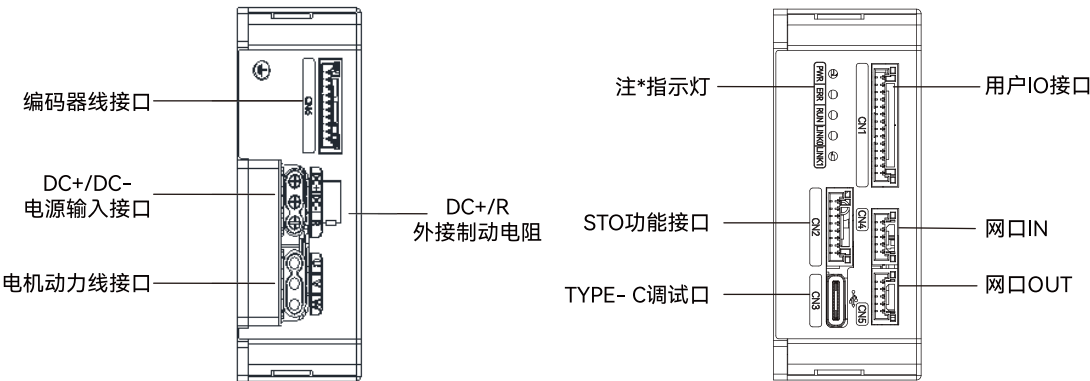 编码器线接口
DC+/DC-
电源输入接口
电机动力线接口
CN6
DC+/R
外接制动电阻
注*指示灯
STO功能接口
TYPE- C调试口
PWR
ERR
RUN
LINK0
LINK1
CN1
CN2
CN3
CN4
CN5
用户IO接口
网口IN
网口OUT